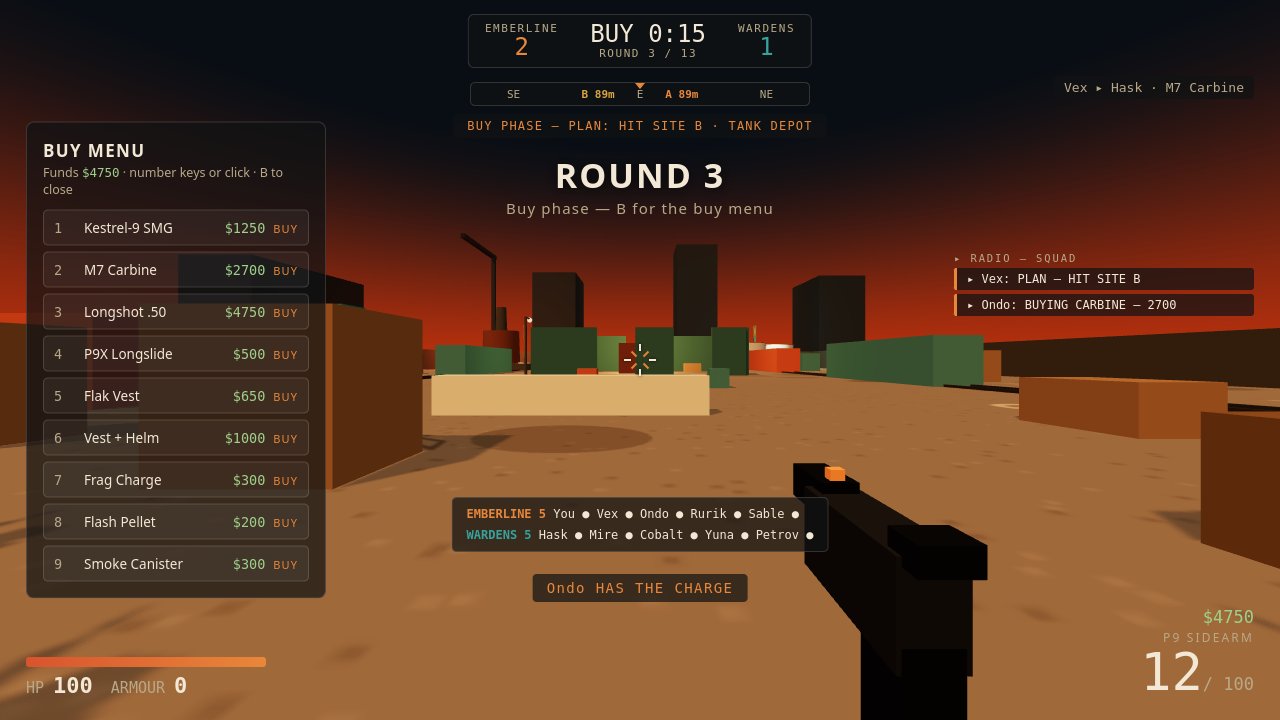 EMBERLINE
2
BUY 0:15
ROUND 3 / 13
WARDENS
1
SE B 89m E A 89m NE
BUY PHASE — PLAN: HIT SITE B · TANK DEPOT
Vex ▸ Hask · M7 Carbine
ROUND 3
Buy phase — B for the buy menu
BUY MENU
Funds $4750 · number keys or click · B to
close
1 Kestrel-9 SMG $1250 BUY
2 M7 Carbine $2700 BUY
3 Longshot .50 $4750 BUY
4 P9X Longslide $500 BUY
5 Flak Vest $650 BUY
6 Vest + Helm $1000 BUY
7 Frag Charge $300 BUY
8 Flash Pellet $200 BUY
9 Smoke Canister $300 BUY
▸ RADIO — SQUAD
▸ Vex: PLAN — HIT SITE B
▸ Ondo: BUYING CARBINE — 2700
EMBERLINE 5 You ● Vex ● Ondo ● Rurik ● Sable ●
WARDENS 5 Hask ● Mire ● Cobalt ● Yuna ● Petrov ●
Ondo HAS THE CHARGE
HP 100 ARMOUR 0
$4750
P9 SIDEARM
12 / 100